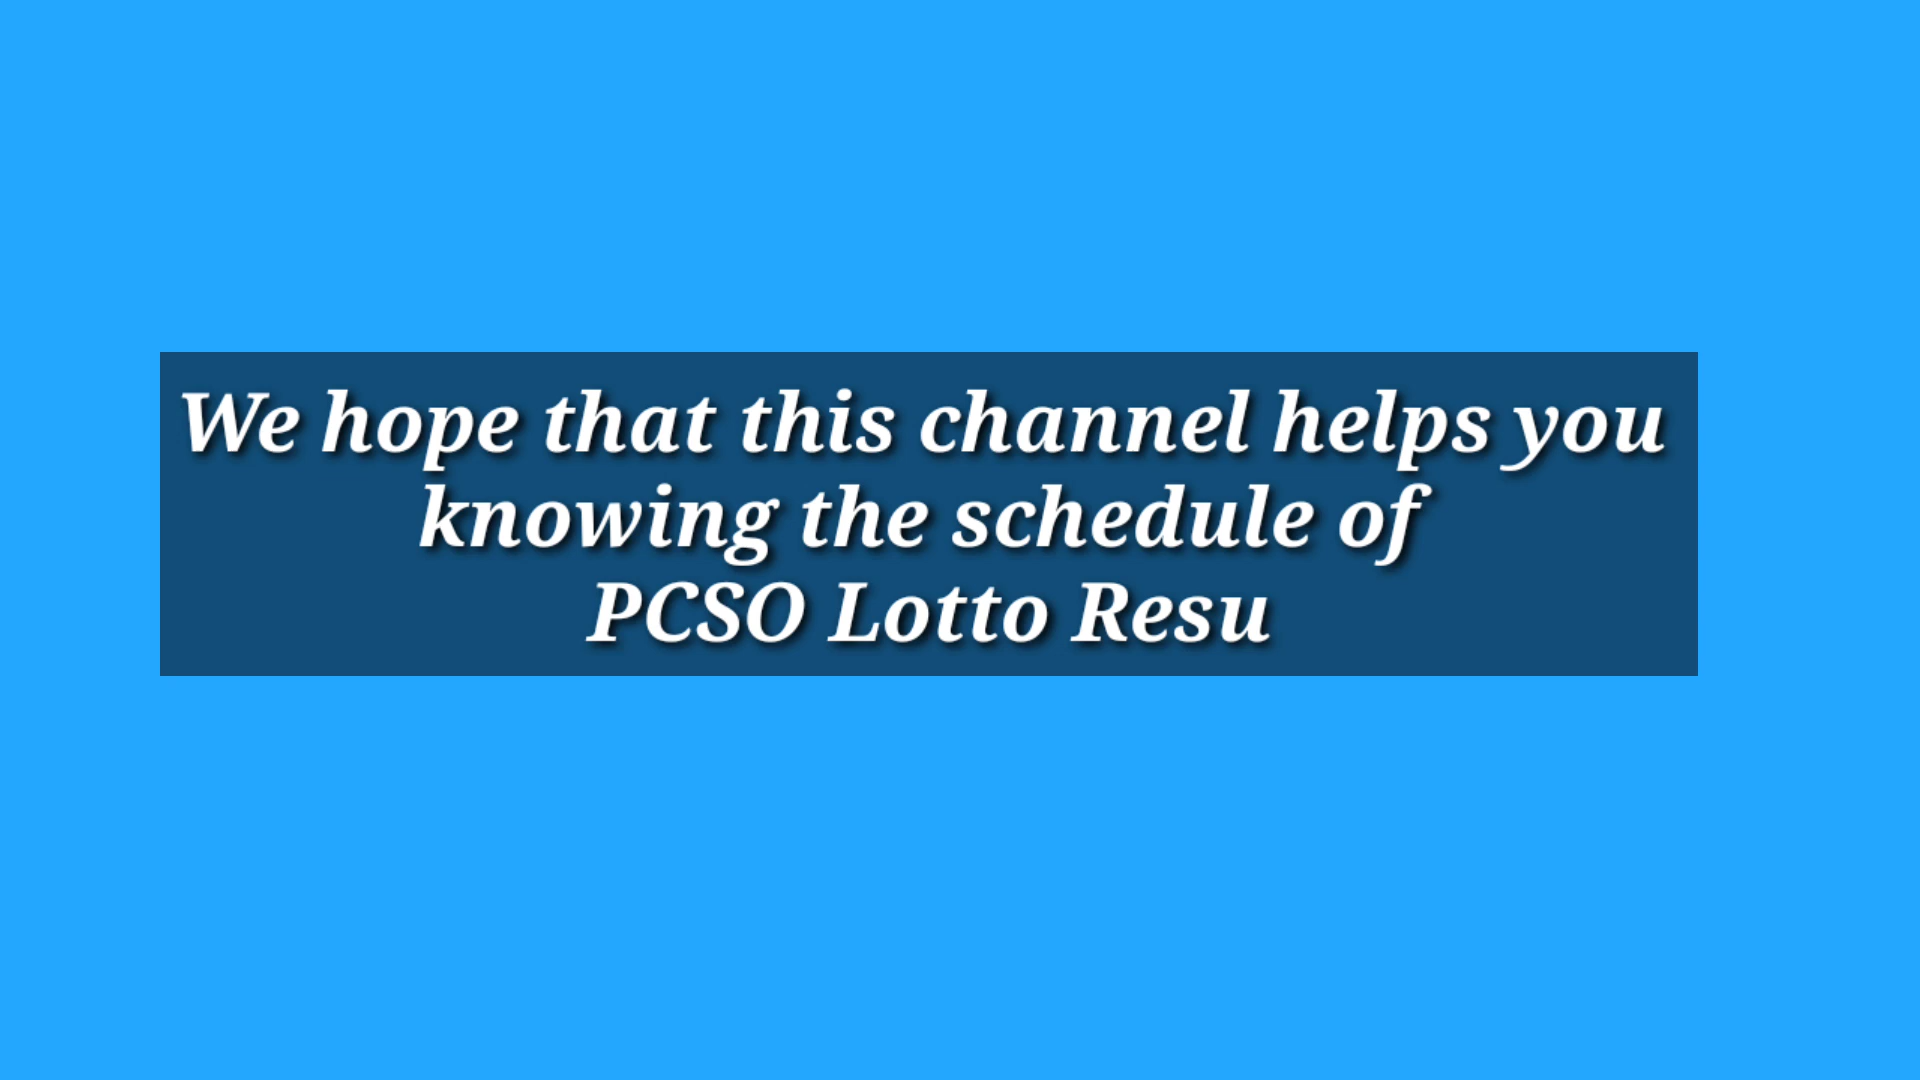 We hope that this channel helps you
knowing the schedule of
PCSO Lotto Resu